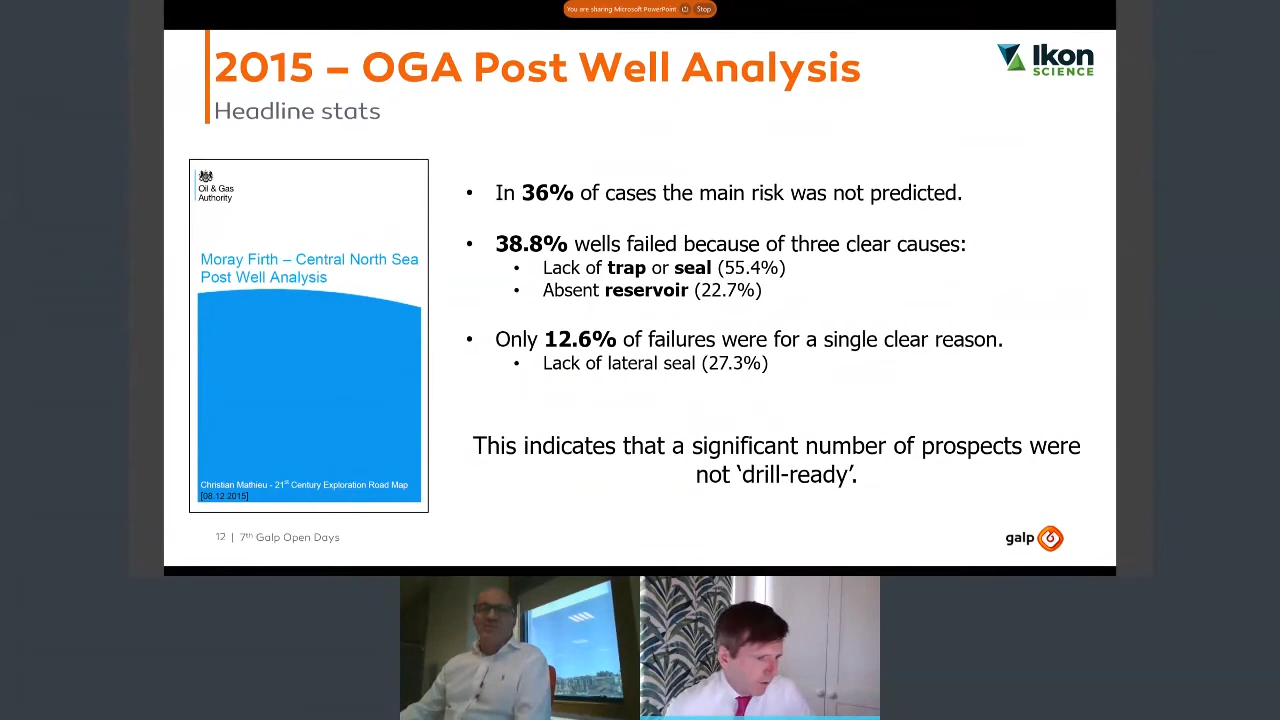 You are sharing Microsoft PowerPoint
Stop
2015 – OGA Post Well Analysis
Ikon
SCIENCE
Headline stats
Oil & Gas
Authority
Moray Firth – Central North Sea
Post Well Analysis
Christian Mathieu - 21st Century Exploration Road Map
[08.12.2015]
• In 36% of cases the main risk was not predicted.
• 38.8% wells failed because of three clear causes:
• Lack of trap or seal (55.4%)
• Absent reservoir (22.7%)
• Only 12.6% of failures were for a single clear reason.
• Lack of lateral seal (27.3%)
This indicates that a significant number of prospects were
not ‘drill-ready’.
12 | 7th Galp Open Days
galp